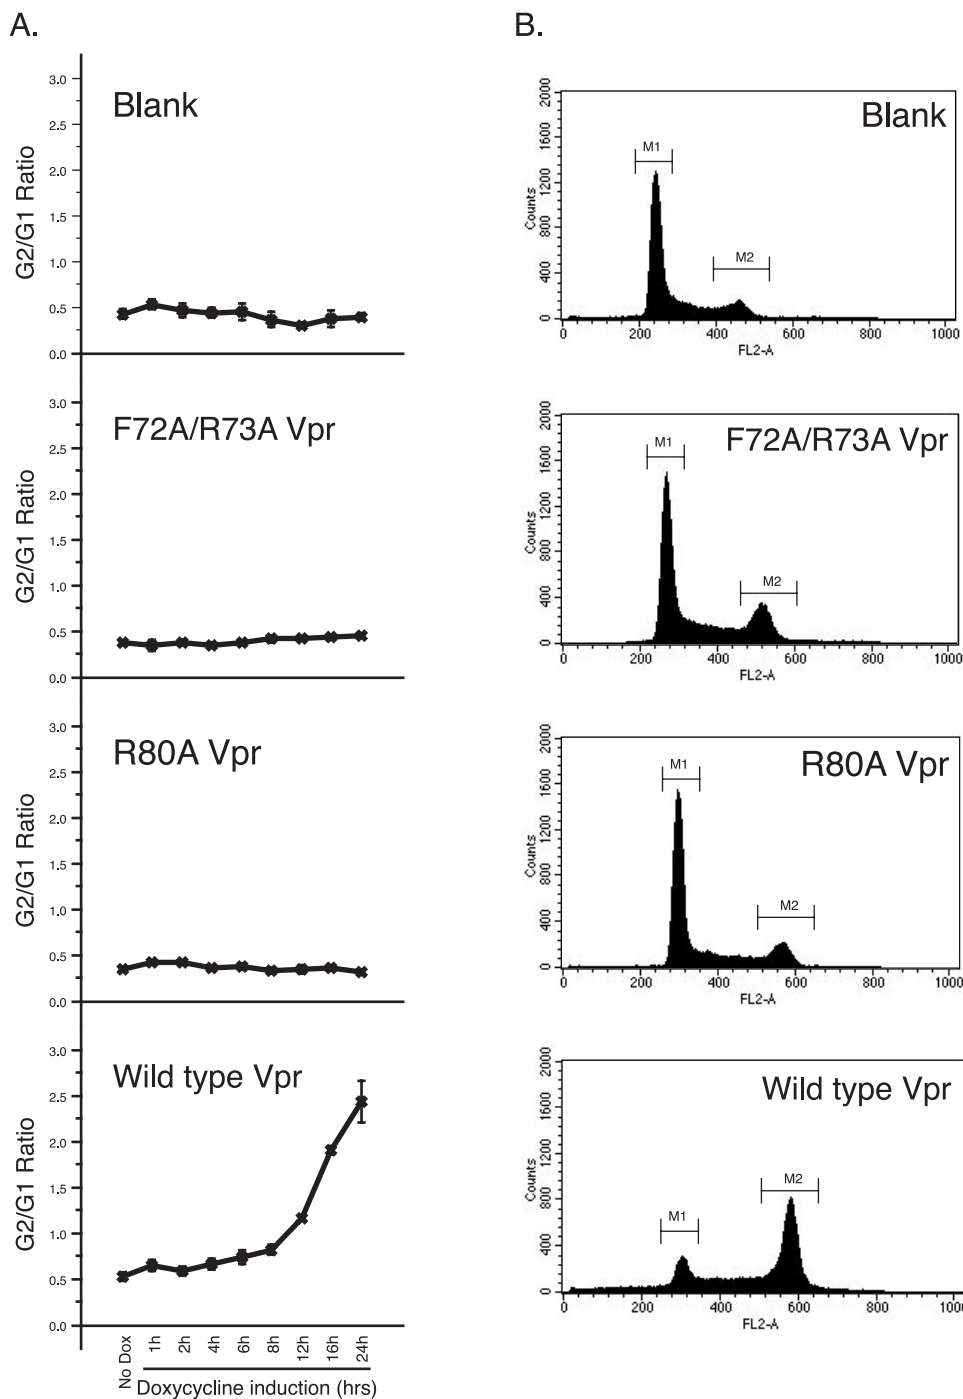 A.
B.
3.0
2.5
2.0
1.5
1.0
0.5
0.0
G2/G1 Ratio
Blank
3.0
2.5
2.0
1.5
1.0
0.5
0.0
G2/G1 Ratio
F72A/R73A Vpr
3.0
2.5
2.0
1.5
1.0
0.5
0.0
G2/G1 Ratio
R80A Vpr
3.0
2.5
2.0
1.5
1.0
0.5
0.0
G2/G1 Ratio
Wild type Vpr
No Dox 1h 2h 4h 6h 8h 12h 16h 24h
Doxycycline induction (hrs)
Blank
2000
1600
1200
800
400
0
Counts
M1
M2
0 200 400 600 800 1000
FL2-A
F72A/R73A Vpr
2000
1600
1200
800
400
0
Counts
M1
M2
0 200 400 600 800 1000
FL2-A
R80A Vpr
2000
1600
1200
800
400
0
Counts
M1
M2
0 200 400 600 800 1000
FL2-A
Wild type Vpr
2000
1600
1200
800
400
0
Counts
M1
M2
0 200 400 600 800 1000
FL2-A